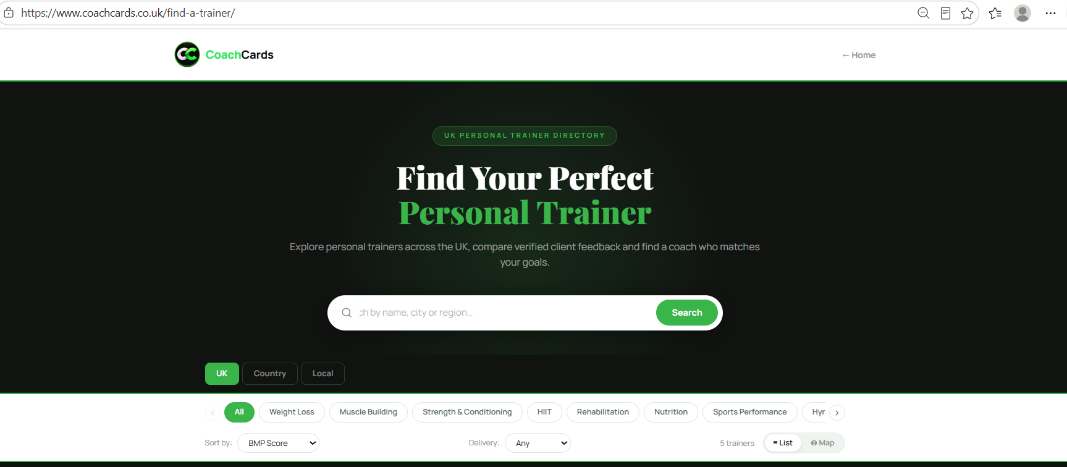 https://www.coachcards.co.uk/find-a-trainer/
CC CoachCards
← Home
UK PERSONAL TRAINER DIRECTORY
Find Your Perfect
Personal Trainer
Explore personal trainers across the UK, compare verified client feedback and find a coach who matches
your goals.
ch by name, city or region...
Search
UK Country Local
‹ All Weight Loss Muscle Building Strength & Conditioning HIIT Rehabilitation Nutrition Sports Performance Hyr ›
Sort by: BMP Score Delivery: Any 5 trainers ≡ List Map